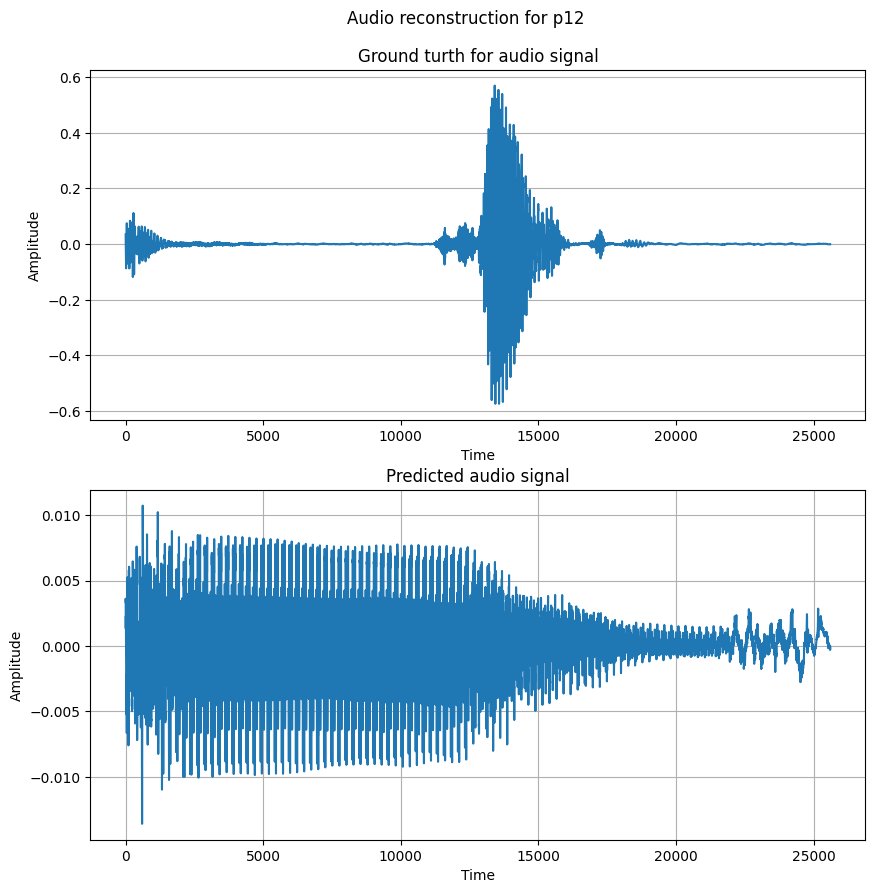 Audio reconstruction for p12
Ground turth for audio signal
0.6
0.4
0.2
0.0
−0.2
−0.4
−0.6
Amplitude
0 5000 10000 15000 20000 25000
Time
Predicted audio signal
0.010
0.005
0.000
−0.005
−0.010
Amplitude
0 5000 10000 15000 20000 25000
Time